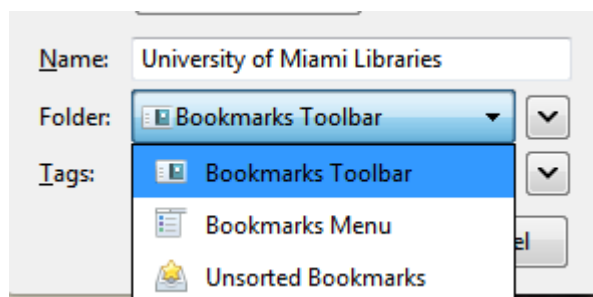 Name: University of Miami Libraries
Folder: Bookmarks Toolbar
Tags: Bookmarks Toolbar
Bookmarks Menu
Unsorted Bookmarks